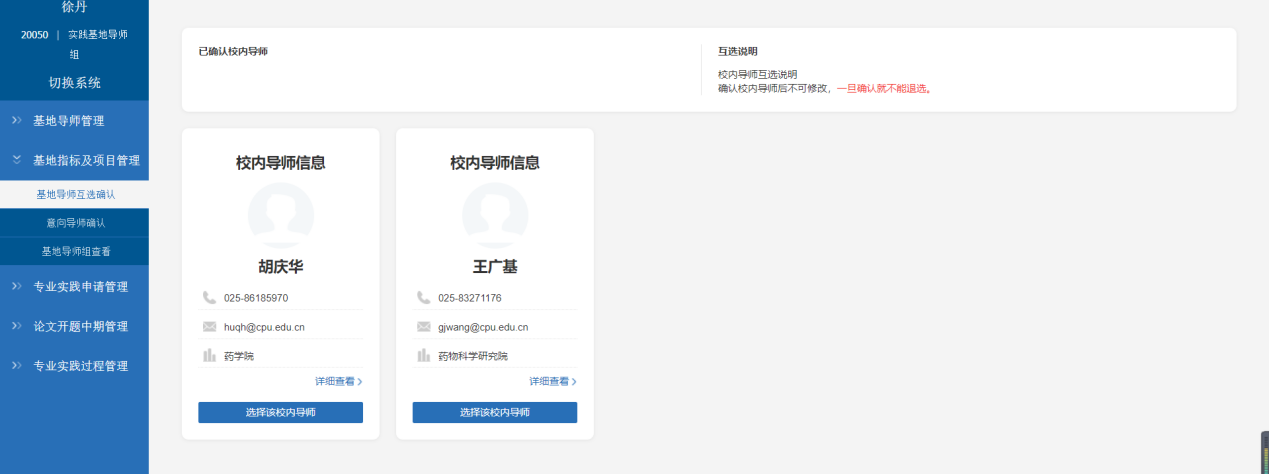 徐丹
20050 | 实践基地导师
组
切换系统
基地导师管理
基地指标及项目管理
基地导师互选确认
意向导师确认
基地导师组查看
专业实践申请管理
论文开题中期管理
专业实践过程管理
已确认校内导师
互选说明
校内导师互选说明
确认校内导师后不可修改，一旦确认就不能退选。
校内导师信息
胡庆华
025-86185970
huqh@cpu.edu.cn
药学院
详细查看
选择该校内导师
校内导师信息
王广基
025-83271176
gjwang@cpu.edu.cn
药物科学研究院
详细查看
选择该校内导师